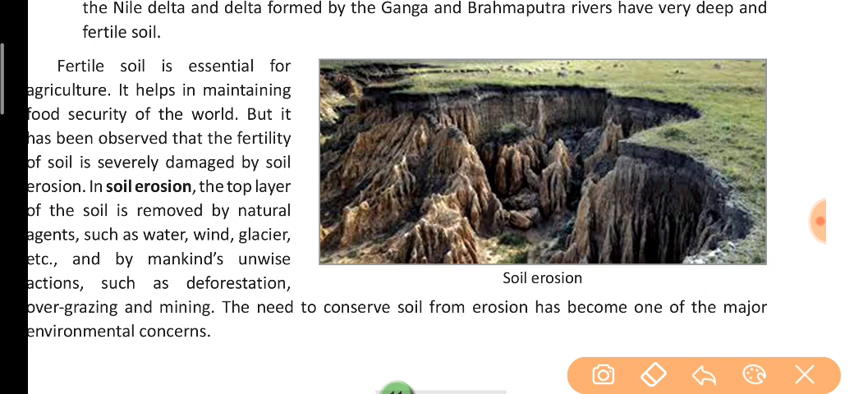 the Nile delta and delta formed by the Ganga and Brahmaputra rivers have very deep and
fertile soil.
Fertile soil is essential for
agriculture. It helps in maintaining
food security of the world. But it
has been observed that the fertility
of soil is severely damaged by soil
erosion. In soil erosion, the top layer
of the soil is removed by natural
agents, such as water, wind, glacier,
etc., and by mankind's unwise
actions, such as deforestation,
over-grazing and mining. The need to conserve soil from erosion has become one of the major
environmental concerns.
Soil erosion